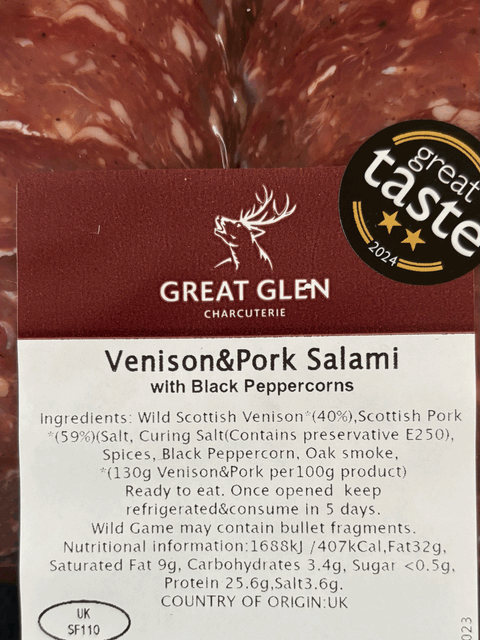 great
taste
2024
GREAT GLEN
CHARCUTERIE
Venison&Pork Salami
with Black Peppercorns
Ingredients: Wild Scottish Venison*(40%),Scottish Pork
*(59%)(Salt, Curing Salt(Contains preservative E250),
Spices, Black Peppercorn, Oak smoke,
*(130g Venison&Pork per100g product)
Ready to eat. Once opened keep
refrigerated&consume in 5 days.
Wild Game may contain bullet fragments.
Nutritional information:1688kJ /407kCal,Fat32g,
Saturated Fat 9g, Carbohydrates 3.4g, Sugar <0.5g,
Protein 25.6g,Salt3.6g.
COUNTRY OF ORIGIN:UK
UK
SF110
023